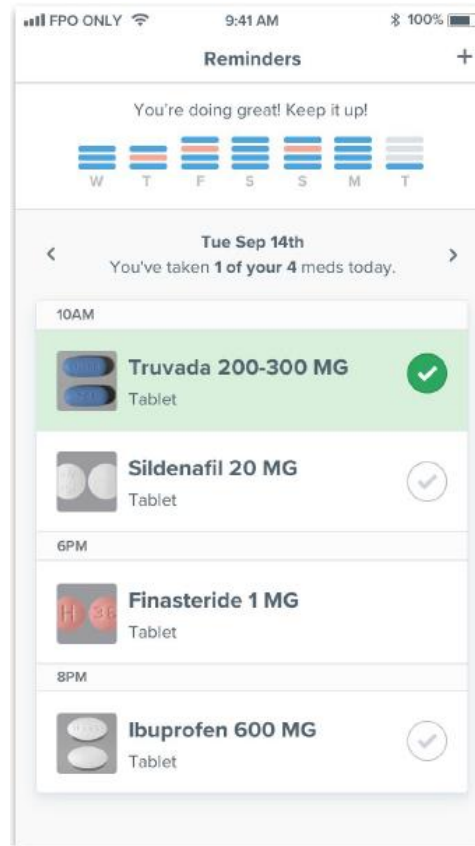 FPO ONLY 9:41 AM 100%
Reminders +
You're doing great! Keep it up!
W T F S S M T
Tue Sep 14th
You've taken 1 of your 4 meds today.
10AM
Truvada 200-300 MG
Tablet
Sildenafil 20 MG
Tablet
6PM
H 36
Finasteride 1 MG
Tablet
8PM
Ibuprofen 600 MG
Tablet